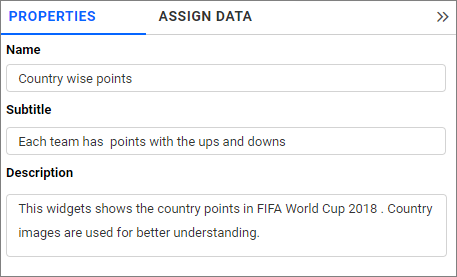 PROPERTIES ASSIGN DATA
Name
Country wise points
Subtitle
Each team has  points with the ups and downs
Description
This widgets shows the country points in FIFA World Cup 2018 . Country
images are used for better understanding.